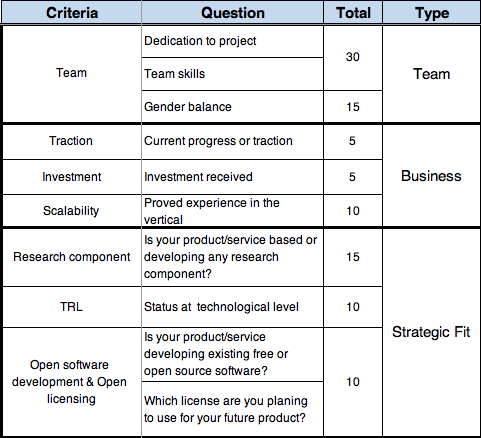 Criteria Question Total Type
Dedication to project
30
Team Team skills Team
Gender balance 15
Traction Current progress or traction 5
Investment Investment received 5 Business
Scalability Proved experience in the
vertical 10
Research component Is your product/service based or
developing any research
component? 15
TRL Status at technological level 10
Strategic Fit
Open software
development & Open
licensing
Is your product/service
developing existing free or
open source software?
10
Which license are you planing
to use for your future product?